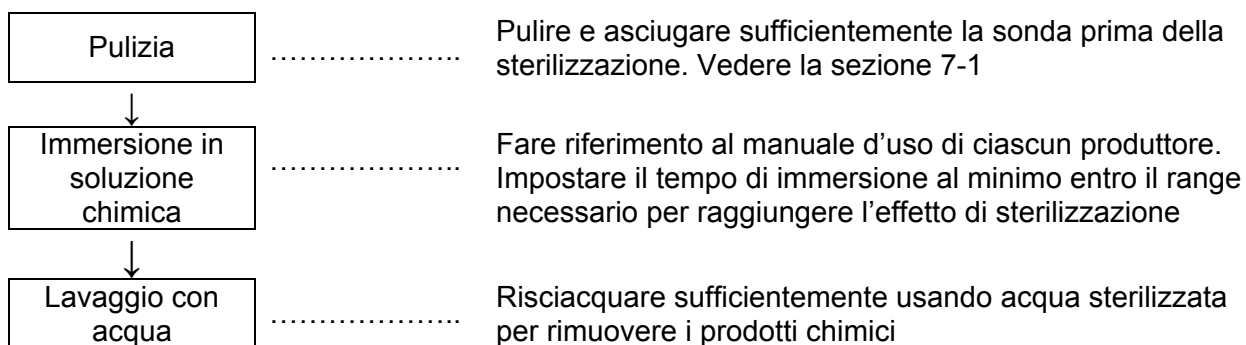 Pulizia
……………….. Pulire e asciugare sufficientemente la sonda prima della
sterilizzazione. Vedere la sezione 7-1
↓
Immersione in
soluzione
chimica
……………….. Fare riferimento al manuale d’uso di ciascun produttore.
Impostare il tempo di immersione al minimo entro il range
necessario per raggiungere l’effetto di sterilizzazione
↓
Lavaggio con
acqua
……………….. Risciacquare sufficientemente usando acqua sterilizzata
per rimuovere i prodotti chimici